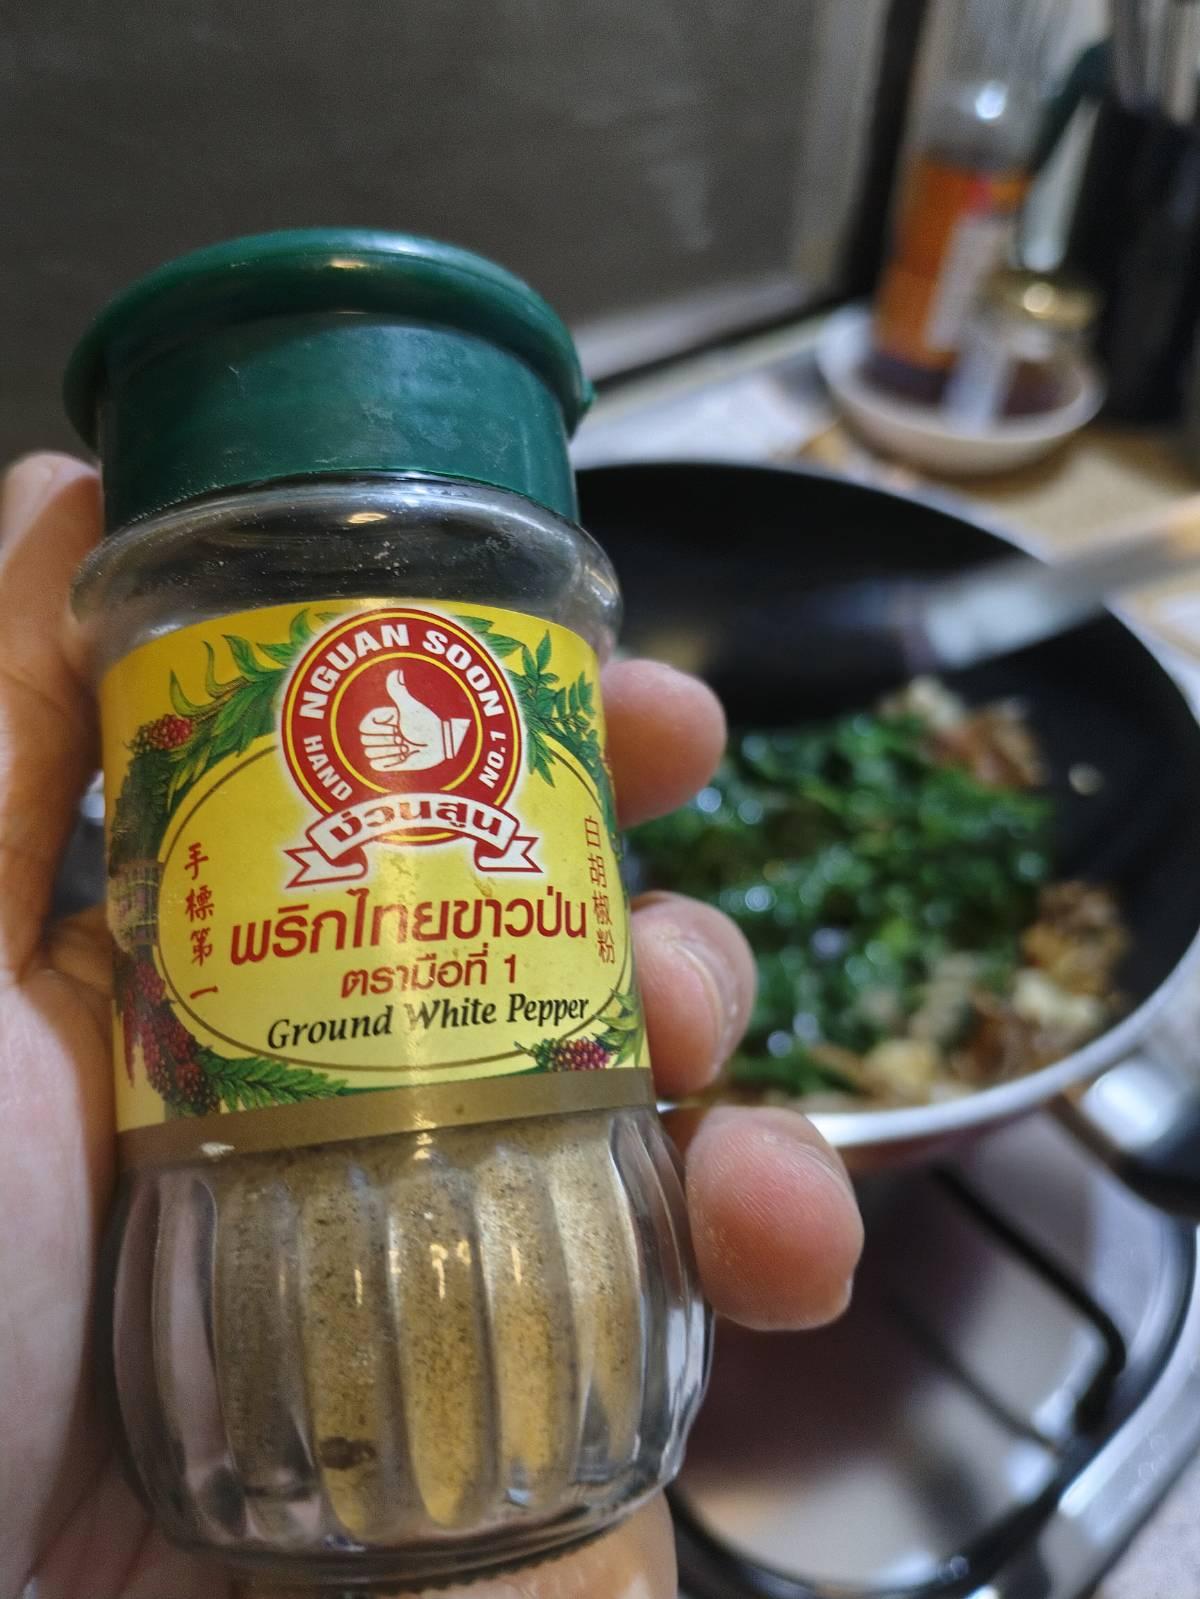 NGUAN SOON
HAND No.1
ง่วนสูน
手標第一
白胡椒粉
พริกไทยขาวป่น
ตรามือที่ 1
Ground White Pepper